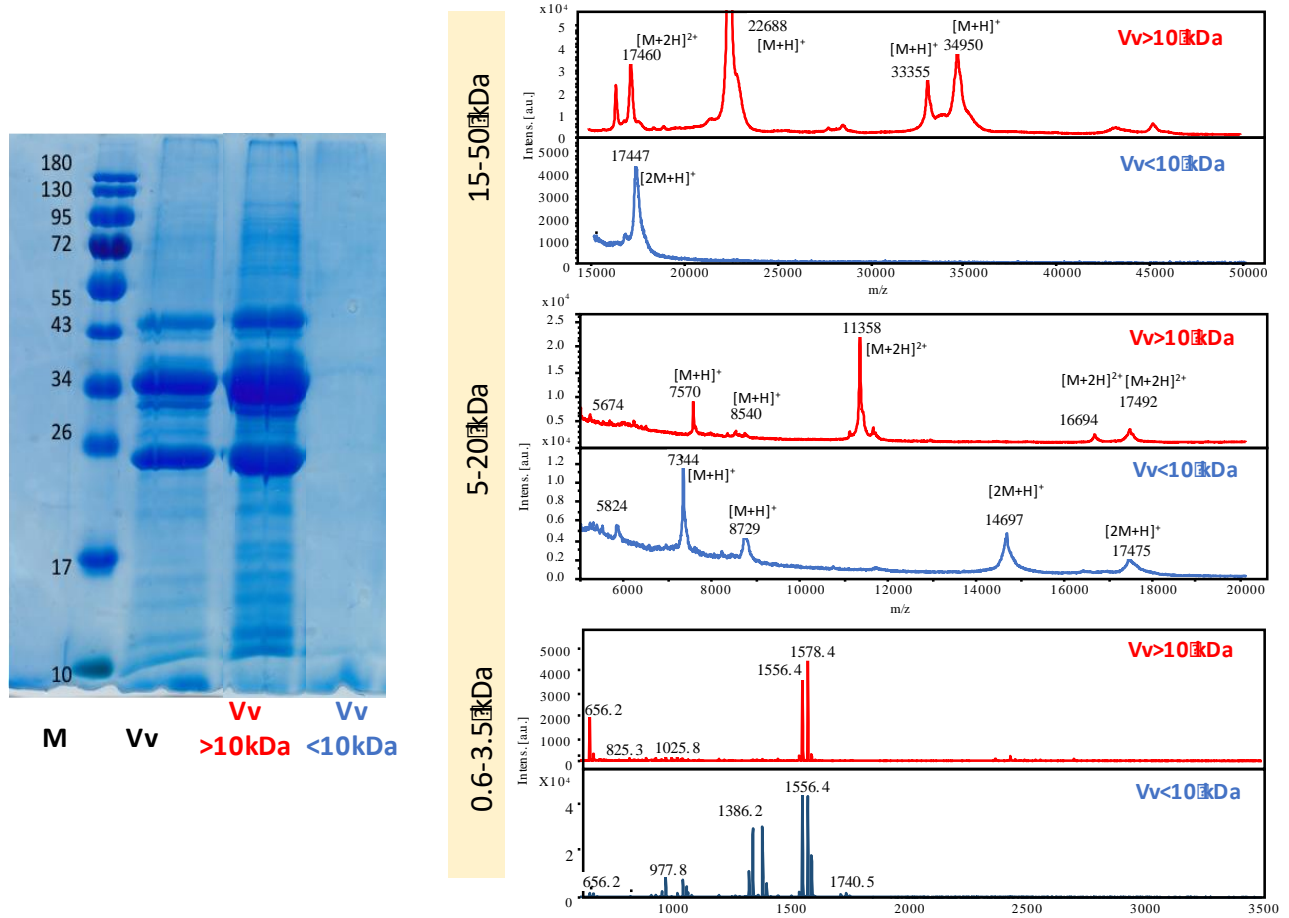 180
130
95
72
55
43
34
26
17
10
M
Vv
Vv
>10kDa
Vv
<10kDa
15-50 kDa
x10⁴
Intens. [a.u.]
5
4
3
2
1
0
[M+2H]²⁺
17460
22688
[M+H]⁺
[M+H]⁺
33355
[M+H]⁺
34950
Vv>10 kDa
5000
4000
3000
2000
1000
0
17447
[2M+H]⁺
Vv<10 kDa
15000 20000 25000 30000 35000 40000 45000 50000
m/z
5-20 kDa
x10⁴
Intens. [a.u.]
2.5
2.0
1.5
1.0
0.5
5674
[M+H]⁺
7570
[M+H]⁺
8540
11358
[M+2H]²⁺
[M+2H]²⁺ [M+2H]²⁺
16694
17492
Vv>10 kDa
x10⁴
Intens. [a.u.]
1.2
1.0
0.8
0.6
0.4
0.2
0.0
5824
7344
[M+H]⁺
[M+H]⁺
8729
[2M+H]⁺
14697
[2M+H]⁺
17475
Vv<10 kDa
6000 8000 10000 12000 14000 16000 18000 20000
m/z
0.6-3.5 kDa
Intens. [a.u.]
5000
4000
3000
2000
1000
0
656.2
825.3
1025.8
1556.4
1578.4
Vv>10 kDa
X10⁴
4
2
0
656.2
977.8
1386.2
1556.4
1740.5
Vv<10 kDa
1000 1500 2000 2500 3000 3500